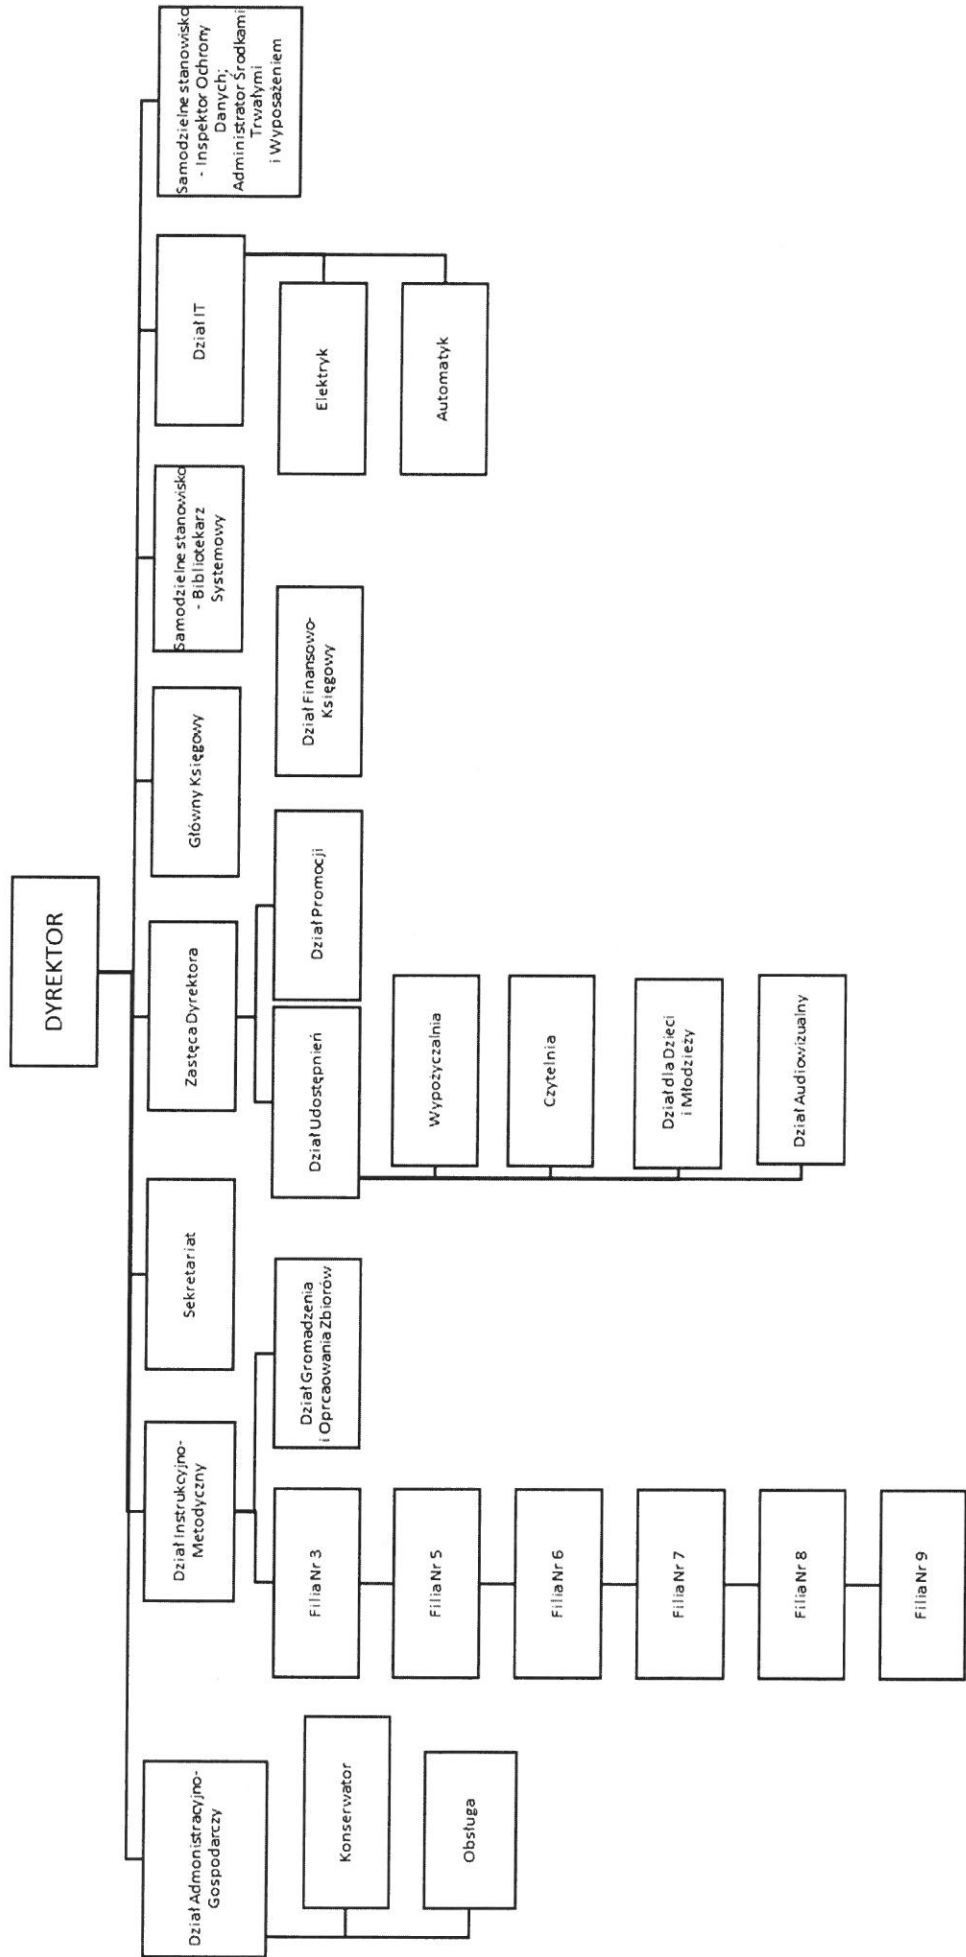 DYREKTOR
Dział Admonistracyjno-
Gospodarczy
Konserwator
Obsługa
Dział Instrukcyjno-
Metodyczny
Filia Nr 3
Filia Nr 5
Filia Nr 6
Filia Nr 7
Filia Nr 8
Filia Nr 9
Dział Gromadzenia
i Oprcaowania Zbiorów
Sekretariat
Zastęca Dyrektora
Dział Udostępnień
Wypożyczalnia
Czytelnia
Dział dla Dzieci
i Młodzieży
Dział Audiowizualny
Dział Promocji
Główny Księgowy
Dział Finansowo-
Księgowy
Samodzielne stanowisko
- Bibliotekarz
Systemowy
Dział IT
Elektryk
Automatyk
Samodzielne stanowisko
- Inspektor Ochrony
Danych;
Administrator Środkami
Trwałymi
i Wyposażeniem